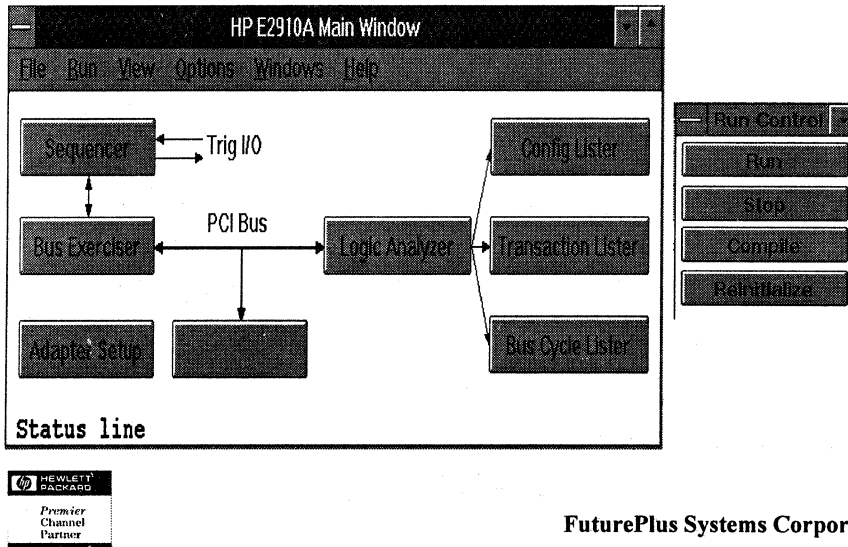 HP E2910A Main Window
File Run View Options Windows Help
Sequencer
Trig I/O
Config Lister
Bus Exerciser
PCI Bus
Logic Analyzer
Transaction Lister
Adapter Setup
Bus Cycle Lister
Status line
Run Control
Run
Stop
Compile
Reinitialize
hp HEWLETT
PACKARD
Premier
Channel
Partner
FuturePlus Systems Corpor